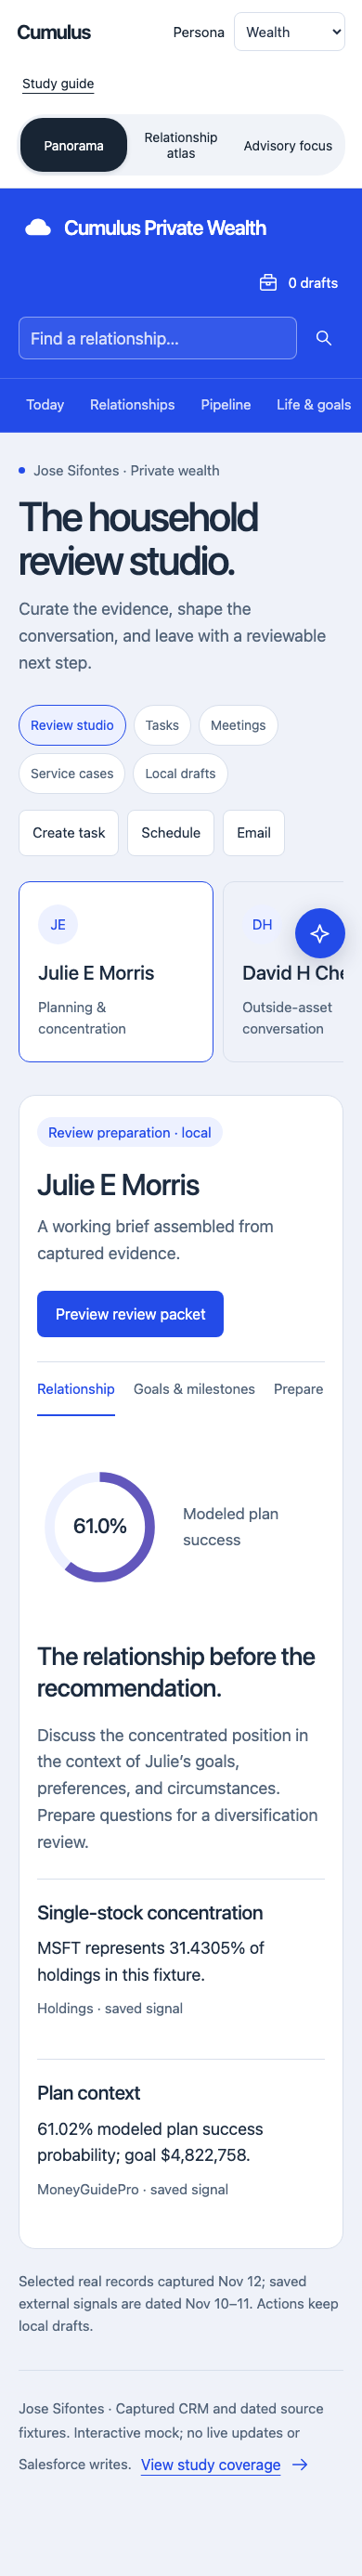 Cumulus
Persona
Wealth
Study guide
Panorama
Relationship
atlas
Advisory focus
Cumulus Private Wealth
0 drafts
Find a relationship...
Today
Relationships
Pipeline
Life & goals
Jose Sifontes · Private wealth
The household
review studio.
Curate the evidence, shape the
conversation, and leave with a reviewable
next step.
Review studio
Tasks
Meetings
Service cases
Local drafts
Create task
Schedule
Email
JE
Julie E Morris
Planning &
concentration
DH
David H Che
Outside-asset
conversation
Review preparation · local
Julie E Morris
A working brief assembled from
captured evidence.
Preview review packet
Relationship
Goals & milestones
Prepare
61.0%
Modeled plan
success
The relationship before the
recommendation.
Discuss the concentrated position in
the context of Julie’s goals,
preferences, and circumstances.
Prepare questions for a diversification
review.
Single-stock concentration
MSFT represents 31.4305% of
holdings in this fixture.
Holdings · saved signal
Plan context
61.02% modeled plan success
probability; goal $4,822,758.
MoneyGuidePro · saved signal
Selected real records captured Nov 12; saved
external signals are dated Nov 10–11. Actions keep
local drafts.
Jose Sifontes · Captured CRM and dated source
fixtures. Interactive mock; no live updates or
Salesforce writes. View study coverage →